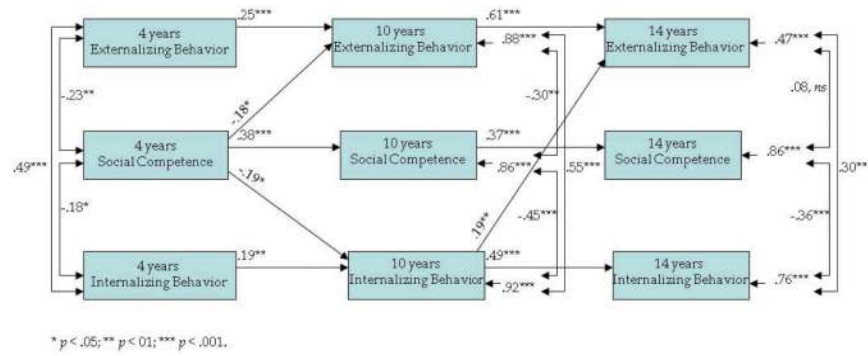 .25***
.61***
4 years
Externalizing Behavior
10 years
Externalizing Behavior
.88***
14 years
Externalizing Behavior
.47***
-.23**
-.18*
-.30**
.08, ns
.38***
.37***
4 years
Social Competence
10 years
Social Competence
14 years
Social Competence
.86***
.86***
.49***
.55***
.30**
-.19*
-.18*
.19**
-.45***
-.36***
.19**
.49***
4 years
Internalizing Behavior
10 years
Internalizing Behavior
14 years
Internalizing Behavior
.92***
.76***
* p < .05; ** p < 01; *** p < .001.